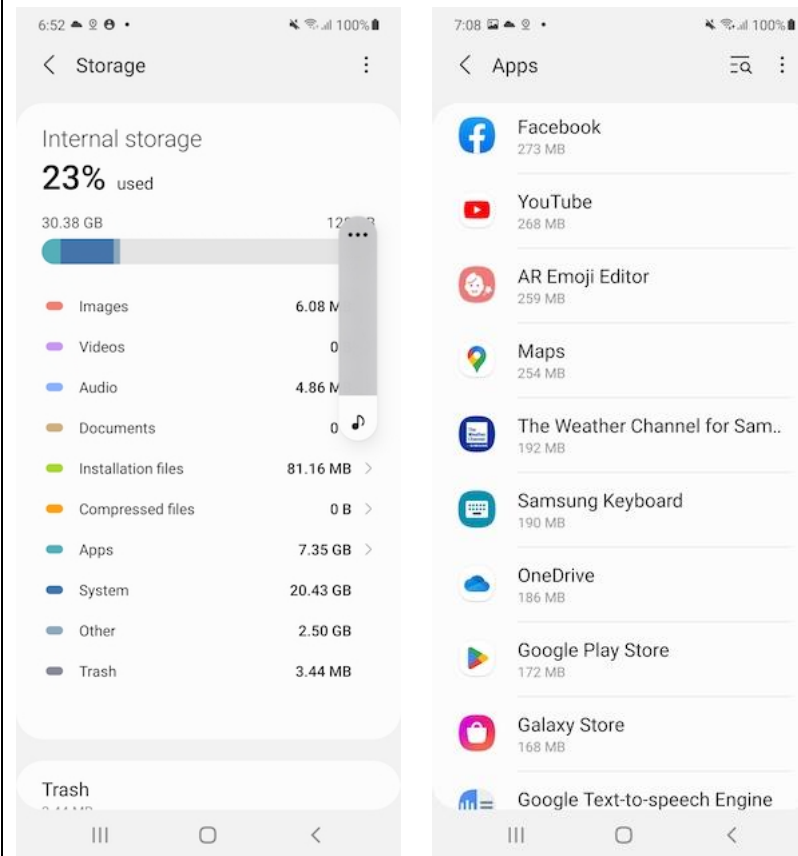 6:52
100%
Storage
Internal storage
23% used
30.38 GB
Images 6.08
Videos 0
Audio 4.86
Documents 0
Installation files 81.16 MB
Compressed files 0 B
Apps 7.35 GB
System 20.43 GB
Other 2.50 GB
Trash 3.44 MB
Trash
7:08
100%
Apps
Facebook
273 MB
YouTube
268 MB
AR Emoji Editor
259 MB
Maps
254 MB
The Weather Channel for Sam..
192 MB
Samsung Keyboard
190 MB
OneDrive
186 MB
Google Play Store
172 MB
Galaxy Store
168 MB
Google Text-to-speech Engine